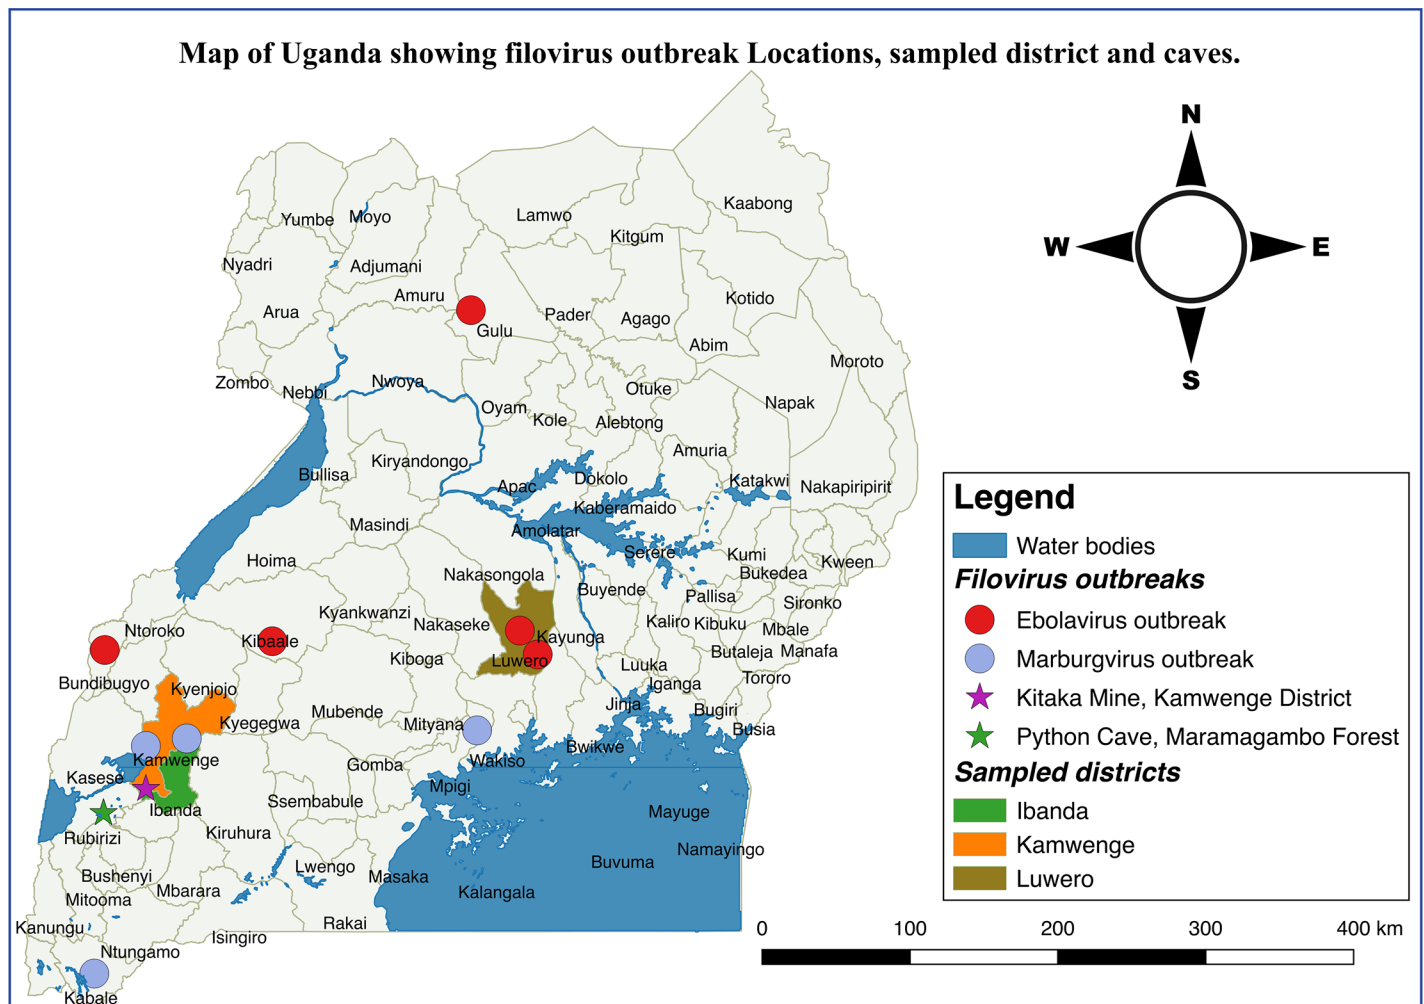 Map of Uganda showing filovirus outbreak Locations, sampled district and caves.
N
W
E
S
Kaabong
Yumbe
Moyo
Lamwo
Kitgum
Nyadri
Adjumani
Amuru
Kotido
Arua
Gulu
Pader
Agago
Abim
Moroto
Zombo
Nebbi
Nwoya
Otuke
Oyam
Kole
Alebtong
Napak
Amuria
Kiryandongo
Bullisa
Apac
Dokolo
Katakwi
Nakapiripirit
Kaberamaido
Masindi
Amolatar
Serere
Kumi
Kween
Hoima
Bukedea
Nakasongola
Buyende
Pallisa
Sironko
Kyankwanzi
Nakaseke
Kayunga
Kaliro
Kibuku
Mbale
Ntoroko
Kibaale
Butaleja
Manafa
Kiboga
Luwero
Luuka
Tororo
Bundibugyo
Kyenjojo
Iganga
Jinja
Bugiri
Kyegegwa
Mubende
Mityana
Busia
Bwikwe
Kamwenge
Gomba
Wakiso
Kasese
Mpigi
Ssembabule
Ibanda
Mayuge
Rubirizi
Kiruhura
Namayingo
Buvuma
Lwengo
Masaka
Bushenyi
Mbarara
Kalangala
Mitooma
Rakai
Kanungu
Isingiro
Ntungamo
Kabale
Legend
Water bodies
Filovirus outbreaks
Ebolavirus outbreak
Marburgvirus outbreak
Kitaka Mine, Kamwenge District
Python Cave, Maramagambo Forest
Sampled districts
Ibanda
Kamwenge
Luwero
0 100 200 300 400 km